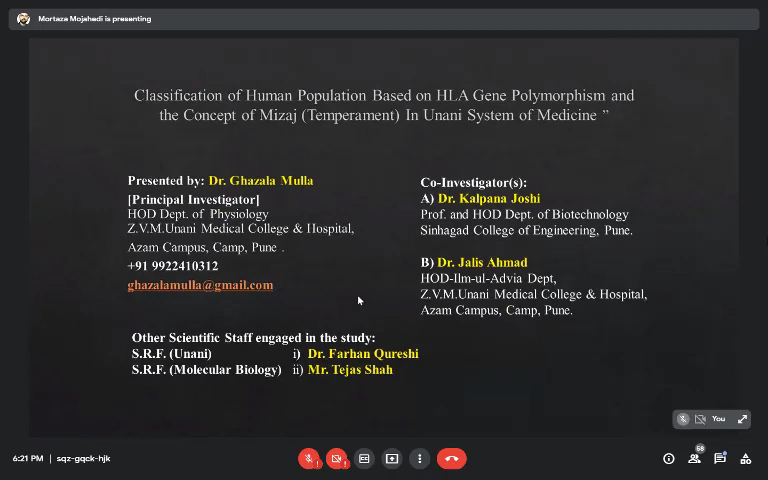 Mortaza Mojahedi is presenting
Classification of Human Population Based on HLA Gene Polymorphism and
the Concept of Mizaj (Temperament) In Unani System of Medicine ”
Presented by: Dr. Ghazala Mulla
[Principal Investigator]
HOD Dept. of Physiology
Z.V.M.Unani Medical College & Hospital,
Azam Campus, Camp, Pune .
+91 9922410312
ghazalamulla@gmail.com
Co-Investigator(s):
A) Dr. Kalpana Joshi
Prof. and HOD Dept. of Biotechnology
Sinhagad College of Engineering, Pune.
B) Dr. Jalis Ahmad
HOD-Ilm-ul-Advia Dept,
Z.V.M.Unani Medical College & Hospital,
Azam Campus, Camp, Pune.
Other Scientific Staff engaged in the study:
S.R.F. (Unani) i) Dr. Farhan Qureshi
S.R.F. (Molecular Biology) ii) Mr. Tejas Shah
You
6:21 PM | sqz-gqck-hjk
58